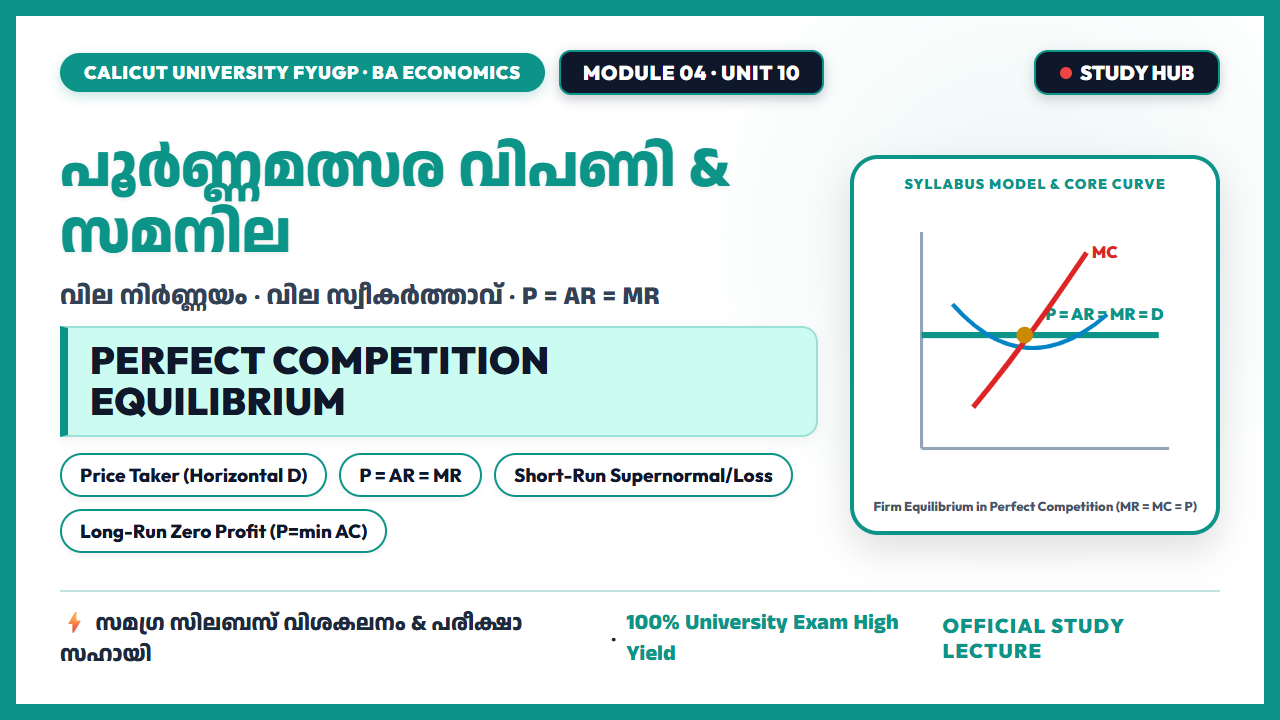 CALICUT UNIVERSITY FYUGP · BA ECONOMICS
MODULE 04 · UNIT 10
STUDY HUB
പൂർണ്ണമത്സര വിപണി &
സമനില
വില നിർണ്ണയം · വില സ്വീകർത്താവ് · P = AR = MR
PERFECT COMPETITION
EQUILIBRIUM
Price Taker (Horizontal D)
P = AR = MR
Short-Run Supernormal/Loss
Long-Run Zero Profit (P=min AC)
SYLLABUS MODEL & CORE CURVE
MC
P = AR = MR = D
Firm Equilibrium in Perfect Competition (MR = MC = P)
⚡ സമഗ്ര സിലബസ് വിശകലനം & പരീക്ഷാ
സഹായി
·
100% University Exam High
Yield
OFFICIAL STUDY
LECTURE